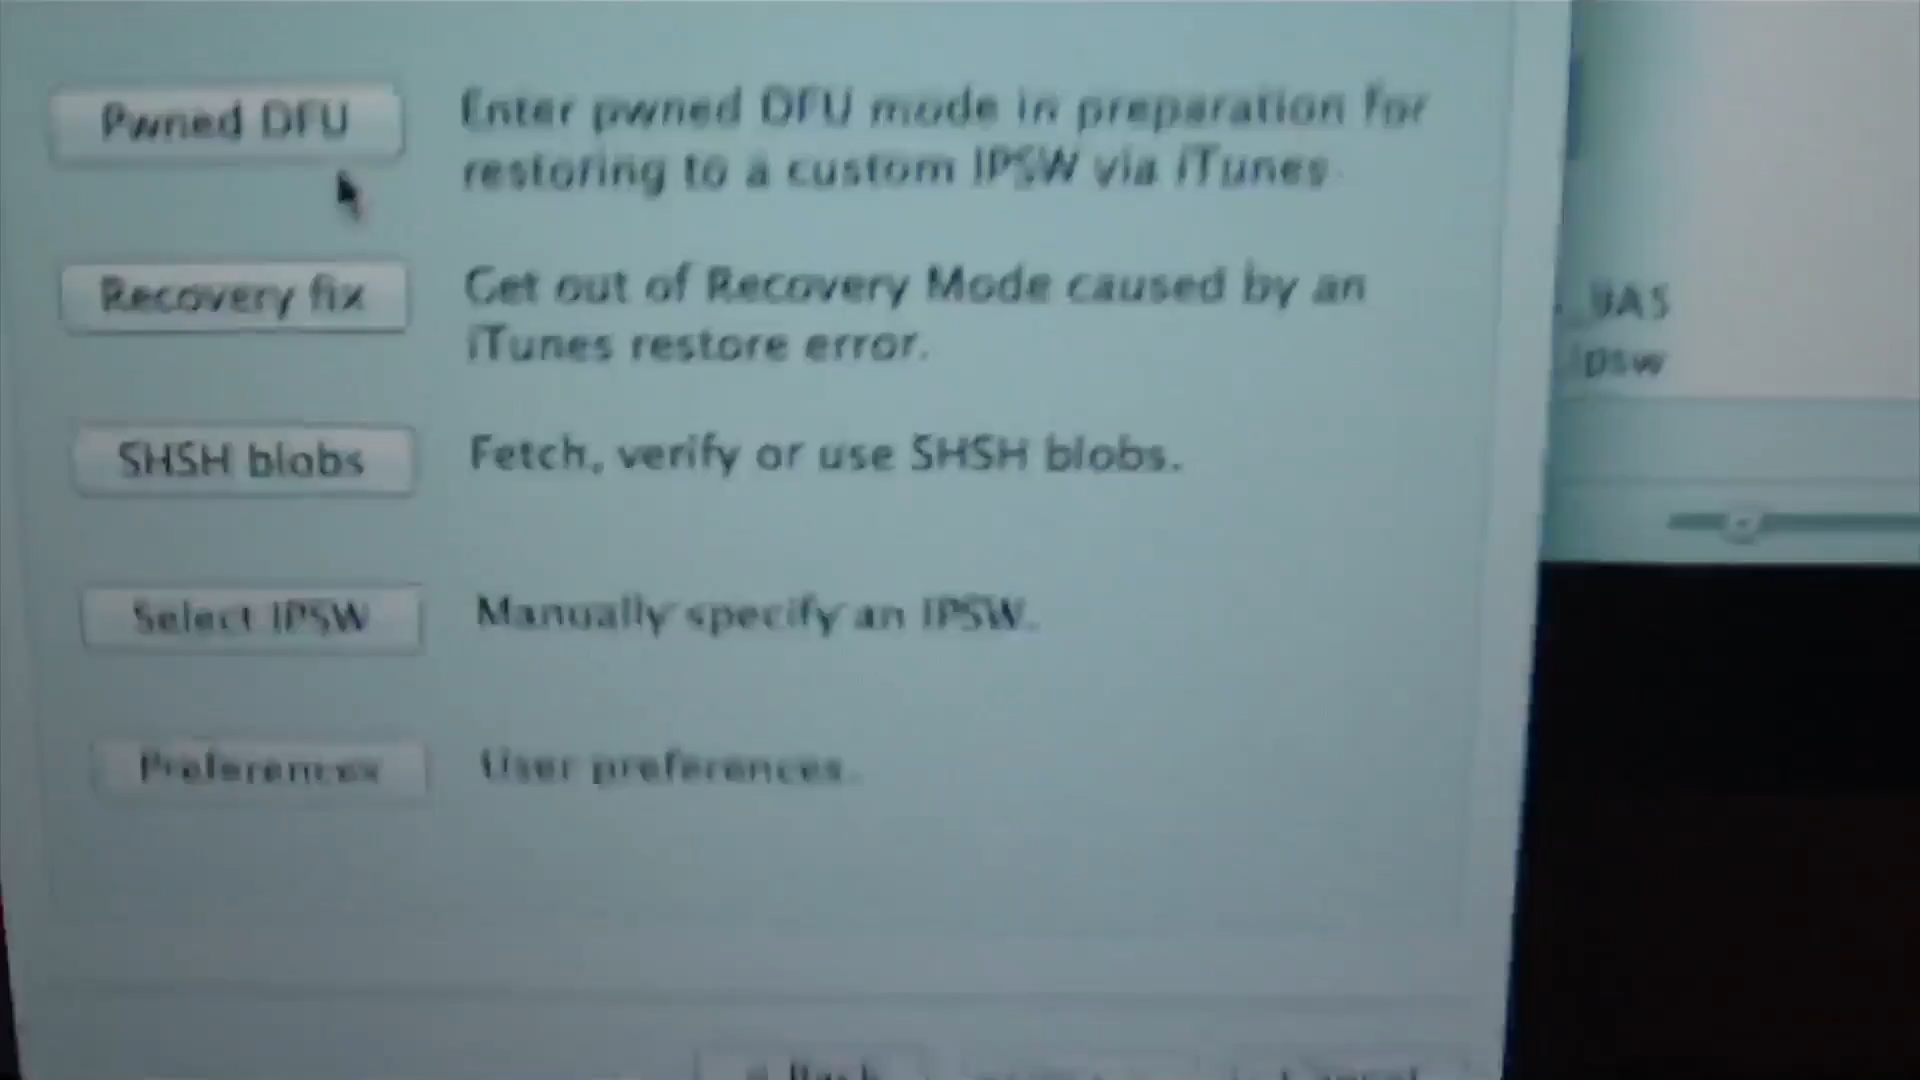 Pwned DFU
Enter pwned DFU mode in preparation for
restoring to a custom IPSW via iTunes.
Recovery fix
Get out of Recovery Mode caused by an
iTunes restore error.
SHSH blobs
Fetch, verify or use SHSH blobs.
Select IPSW
Manually specify an IPSW.
Preferences
User preferences.
Back
Cancel